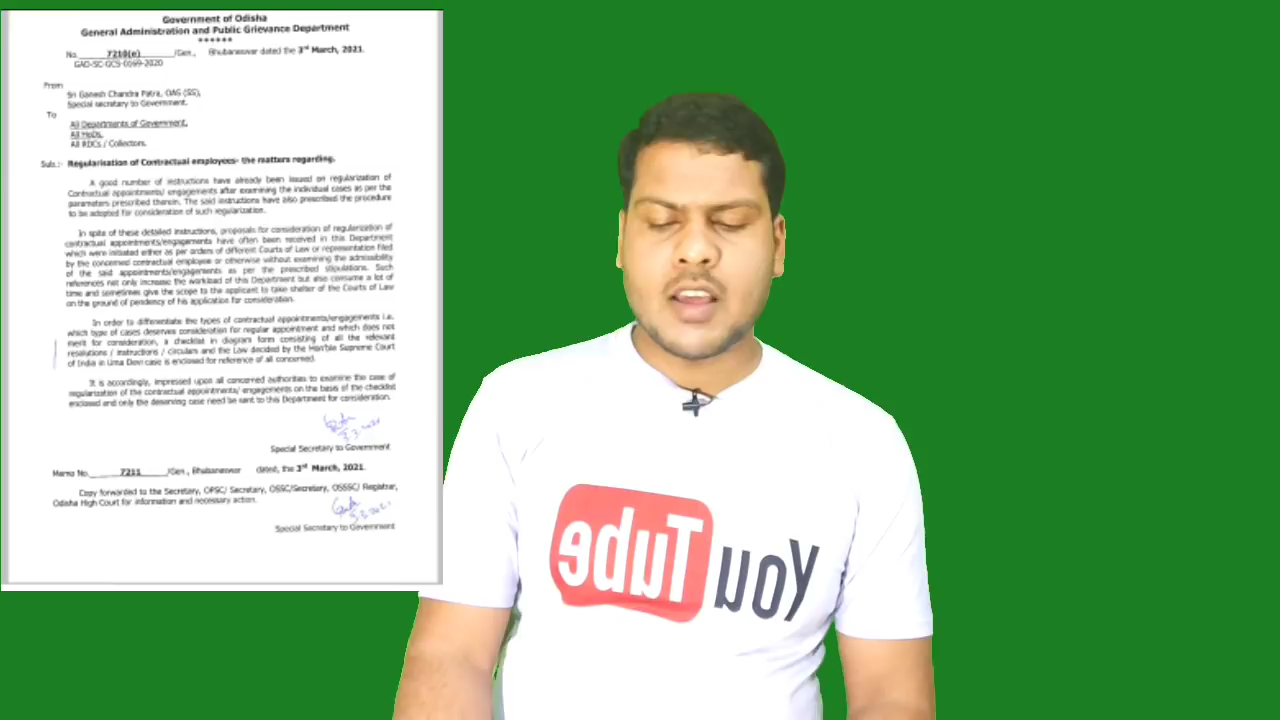 Government of Odisha
General Administration and Public Grievance Department
******
No. 7210(e) /Gen., Bhubaneswar dated the 3rd March, 2021.
GAD-SC-GCS-0169-2020
From
Sri Ganesh Chandra Patra, OAS (SS),
Special secretary to Government.
To
All Departments of Government,
All HoDs,
All RDCs / Collectors.
Sub.:- Regularisation of Contractual employees- the matters regarding.
A good number of instructions have already been issued on regularization of
Contractual appointments/ engagements after examining the individual cases as per the
parameters prescribed therein. The said instructions have also prescribed the procedure
to be adopted for consideration of such regularization.
In spite of these detailed instructions, proposals for consideration of regularization of
contractual appointments/engagements have often been received in this Department
which were initiated either as per orders of different Courts of Law or representation filed
by the concerned contractual employee or otherwise without examining the admissibility
of the said appointments/engagements as per the prescribed stipulations. Such
references not only increase the workload of this Department but also consume a lot of
time and sometimes give the scope to the applicant to take shelter of the Courts of Law
on the ground of pendency of his application for consideration.
In order to differentiate the types of contractual appointments/engagements i.e.
which type of cases deserves consideration for regular appointment and which does not
merit for consideration, a checklist in diagram form consisting of all the relevant
resolutions / instructions / circulars and the Law decided by the Hon'ble Supreme Court
of India in Uma Devi case is enclosed for reference of all concerned.
It is accordingly, impressed upon all concerned authorities to examine the case of
regularization of the contractual appointments/ engagements on the basis of the checklist
enclosed and only the deserving case need be sent to this Department for consideration.
3.3.2021
Special Secretary to Government
Memo No. 7211 /Gen., Bhubaneswar dated, the 3rd March, 2021.
Copy forwarded to the Secretary, OPSC/ Secretary, OSSC/Secretary, OSSSC/ Registrar,
Odisha High Court for information and necessary action.
3.3.2021
Special Secretary to Government
YouTube